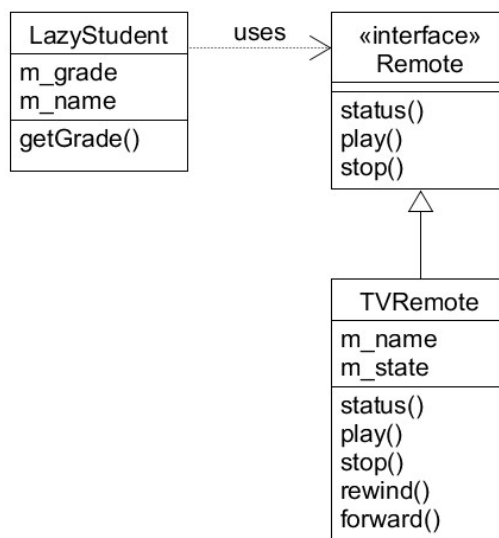 LazyStudent
m_grade
m_name
getGrade()
uses
«interface»
Remote
status()
play()
stop()
TVRemote
m_name
m_state
status()
play()
stop()
rewind()
forward()